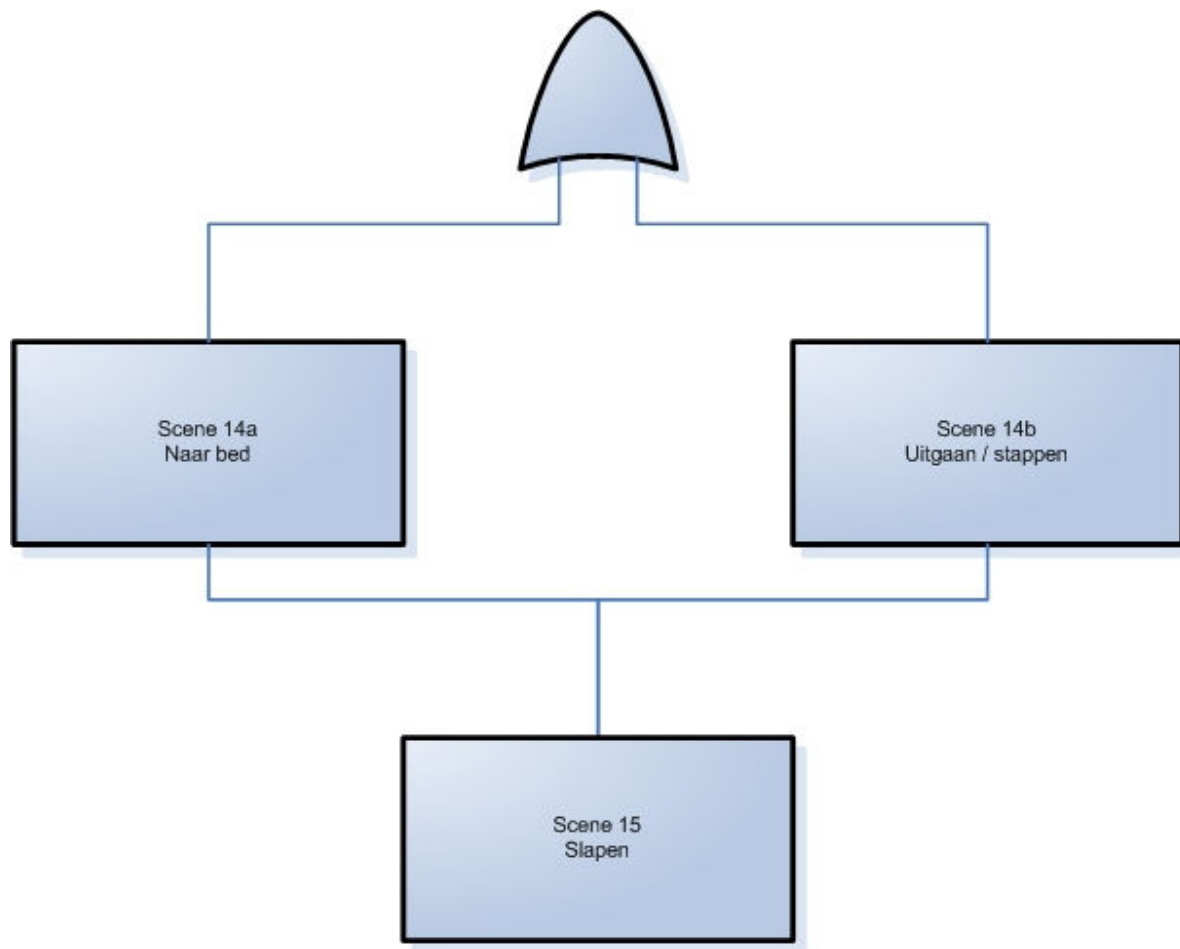 Scene 14a
Naar bed
Scene 14b
Uitgaan / stappen
Scene 15
Slapen